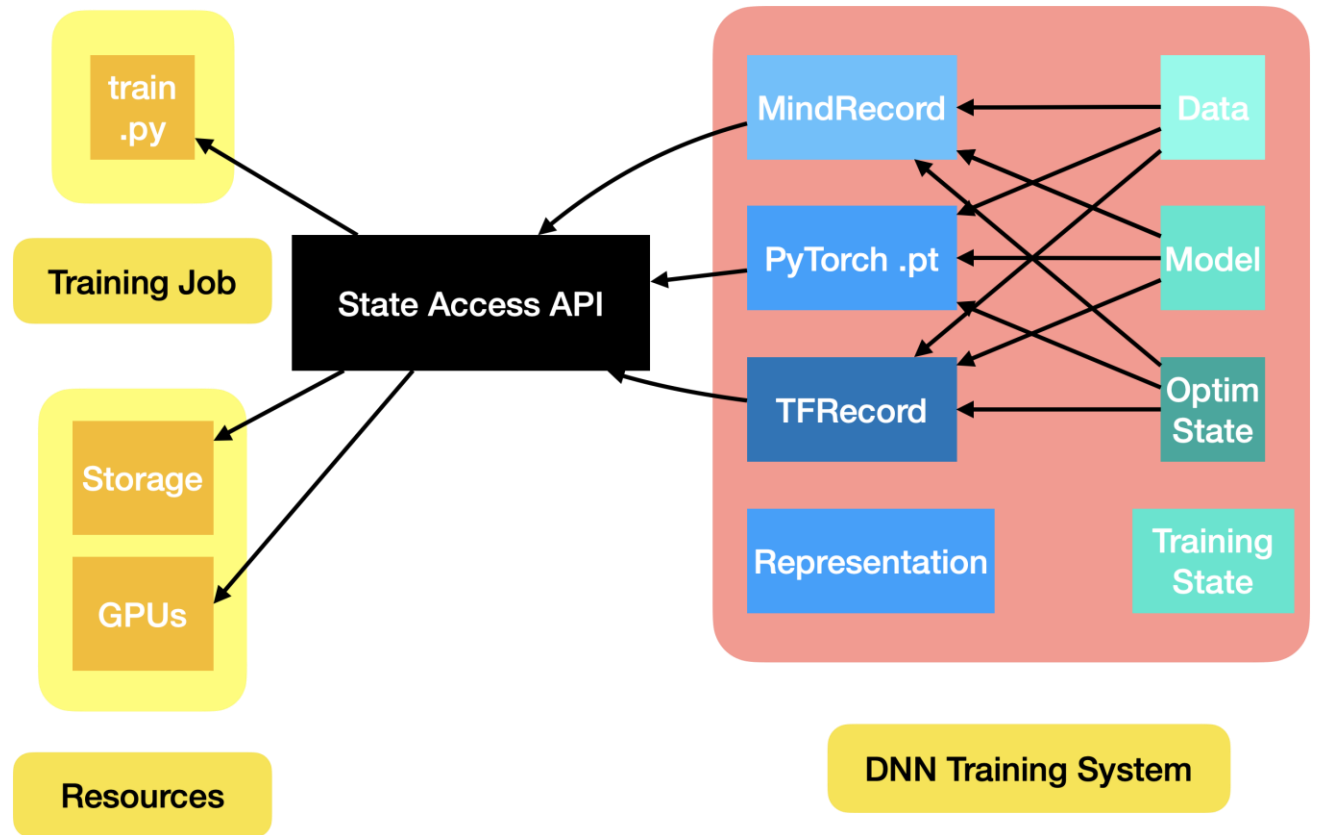 train
.py
Training Job
Storage
GPUs
Resources
State Access API
MindRecord
PyTorch .pt
TFRecord
Representation
Data
Model
Optim
State
Training
State
DNN Training System